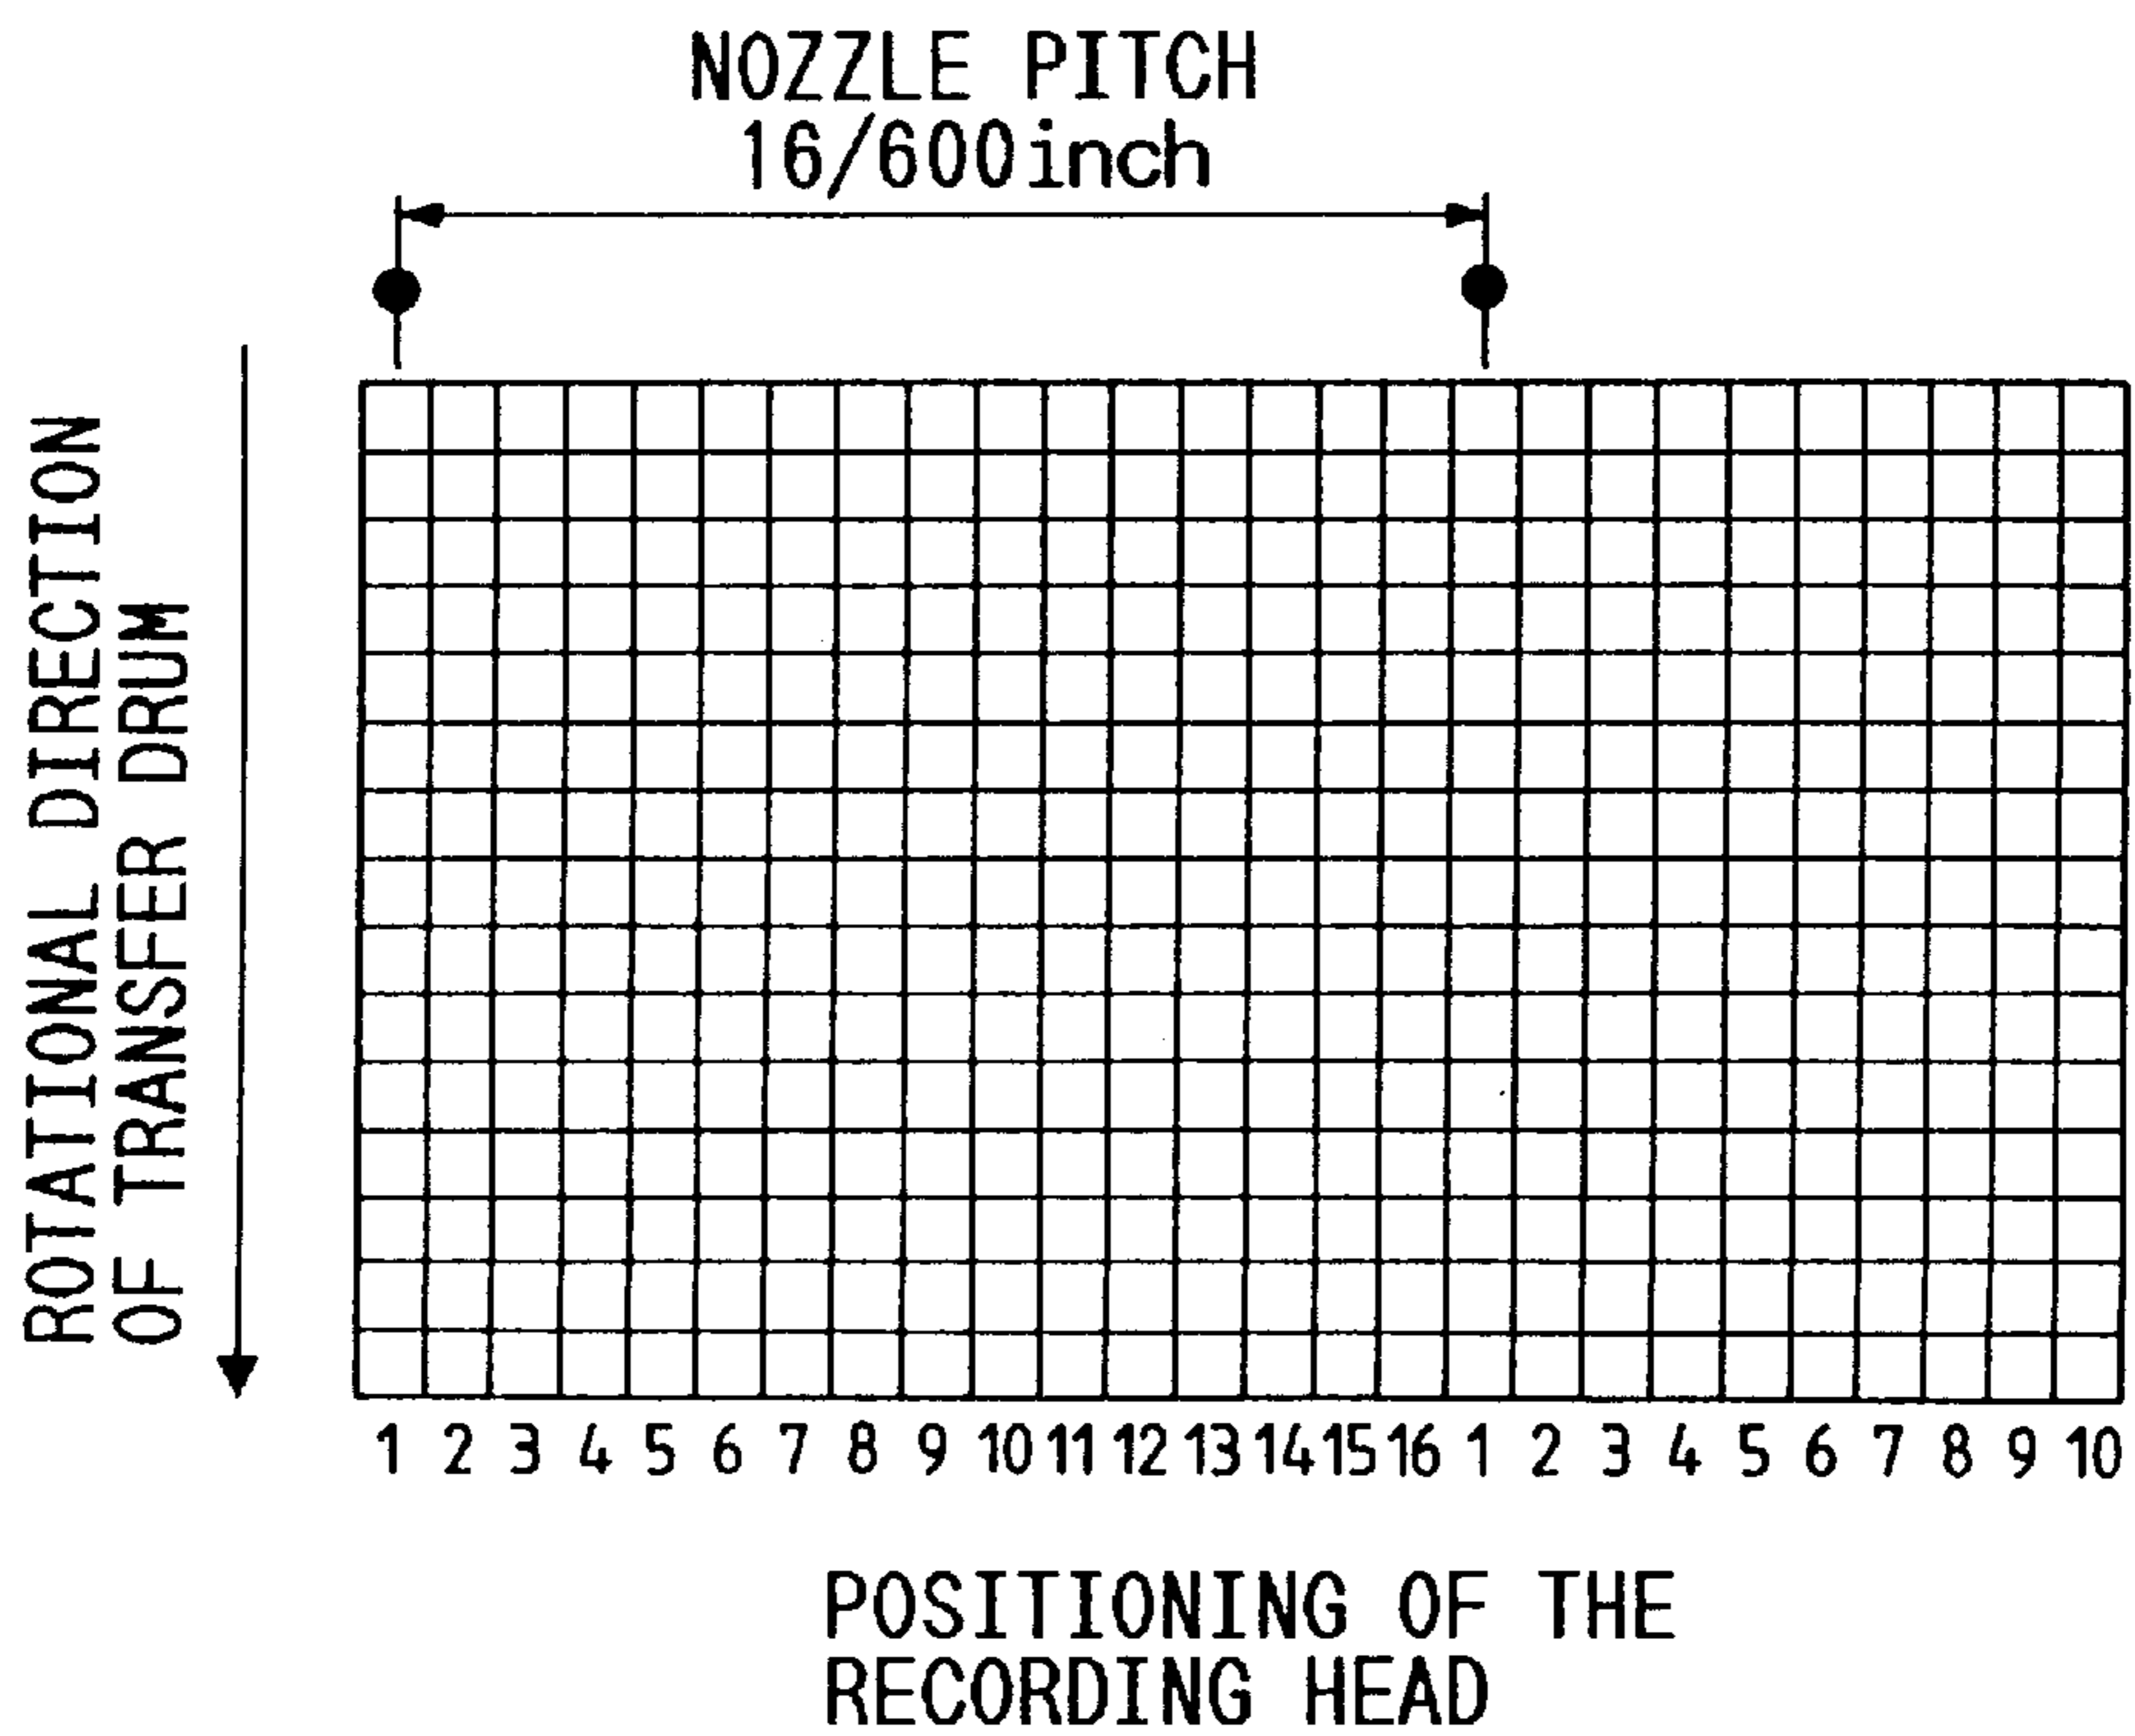 NOZZLE PITCH
16/600inch
ROTATIONAL DIRECTION
OF TRANSFER DRUM
1 2 3 4 5 6 7 8 9 10 11 12 13 14 15 16 1 2 3 4 5 6 7 8 9 10
POSITIONING OF THE
RECORDING HEAD